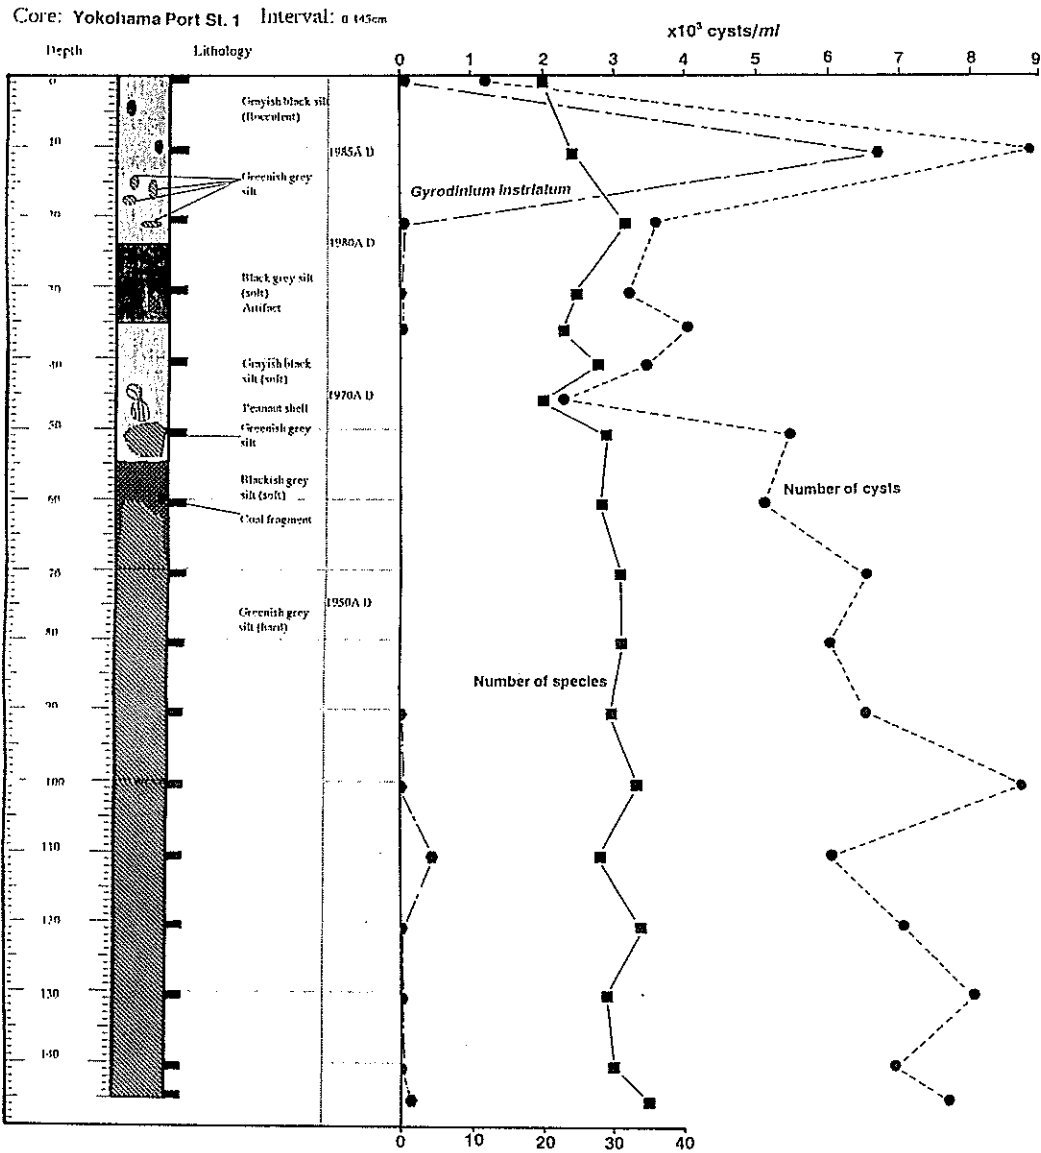 Core: Yokohama Port St. 1 Interval: 0 145cm
x10³ cysts/ml
Depth Lithology
0 1 2 3 4 5 6 7 8 9
0
Grayish black silt
(flocculent)
10
1985A D
Greenish grey
silt
Gyrodinium instriatum
20
1980A D
Black grey silt
(soft)
30
Artifact
40
Grayish black
silt (soft)
1970A D
Peanut shell
50
Greenish grey
silt
Blackish grey
silt (soft)
Number of cysts
60
Coal fragment
70
1950A D
Greenish grey
silt (hard)
80
Number of species
90
100
110
120
130
140
0 10 20 30 40